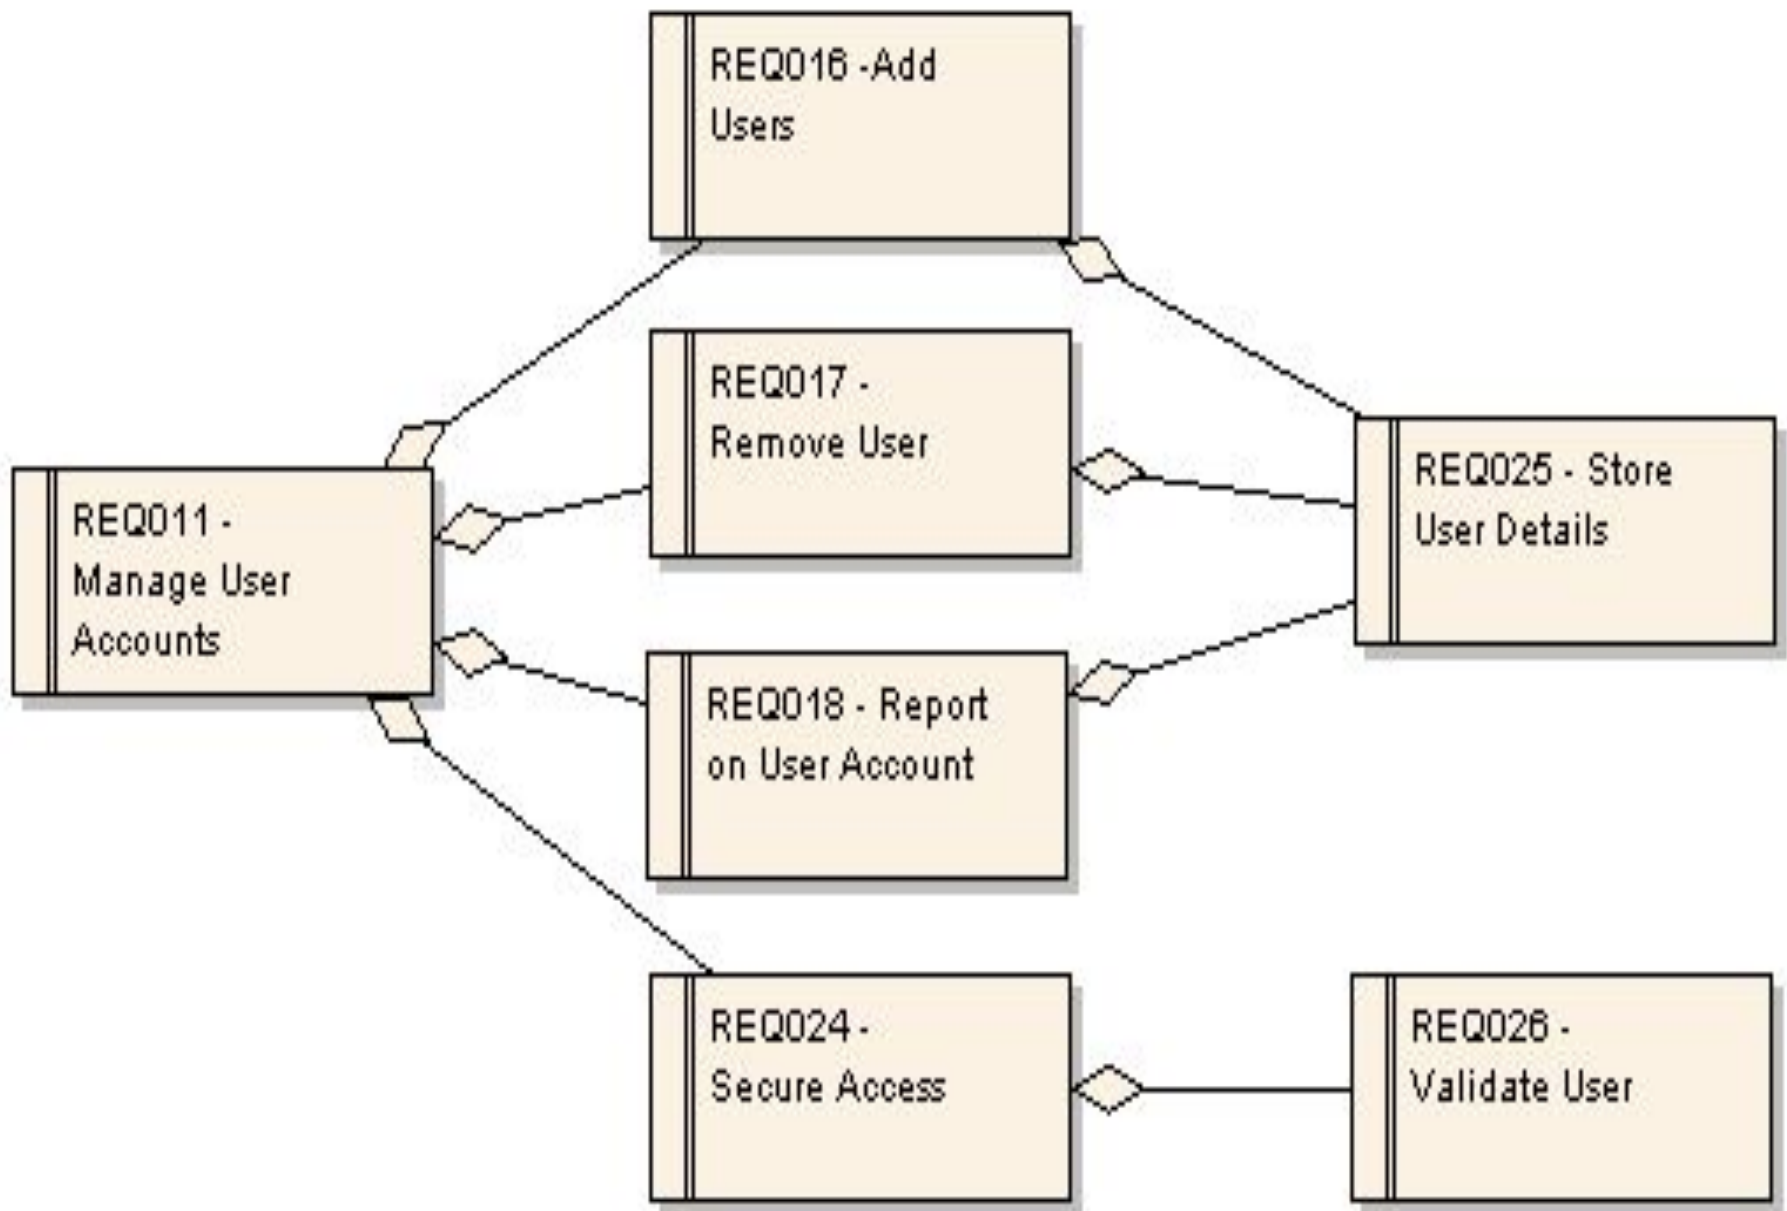 REQ016 -Add
Users
REQ017 -
Remove User
REQ011 -
Manage User
Accounts
REQ025 - Store
User Details
REQ018 - Report
on User Account
REQ024 -
Secure Access
REQ026 -
Validate User